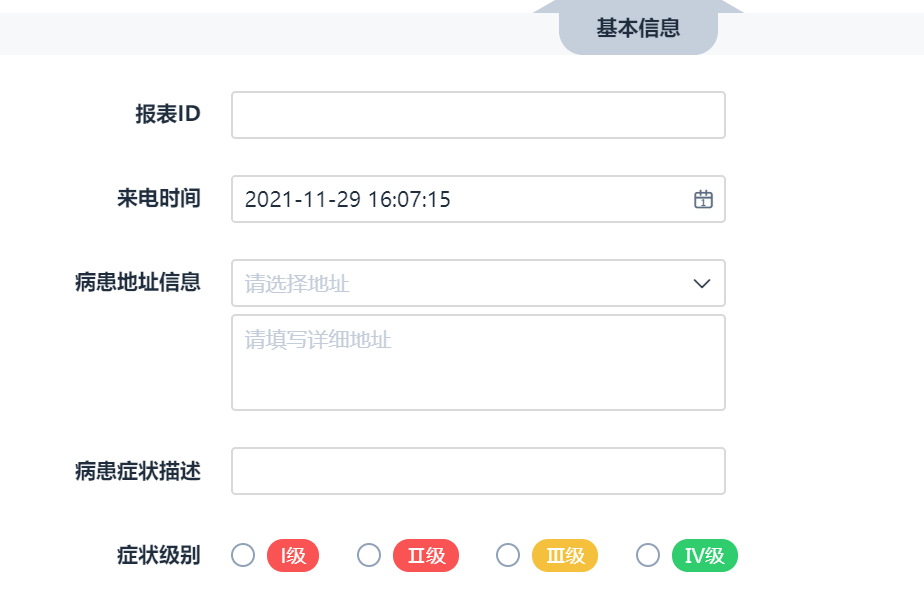 基本信息
报表ID
来电时间
2021-11-29 16:07:15
病患地址信息
请选择地址
请填写详细地址
病患症状描述
症状级别
Ⅰ级
Ⅱ级
Ⅲ级
Ⅳ级